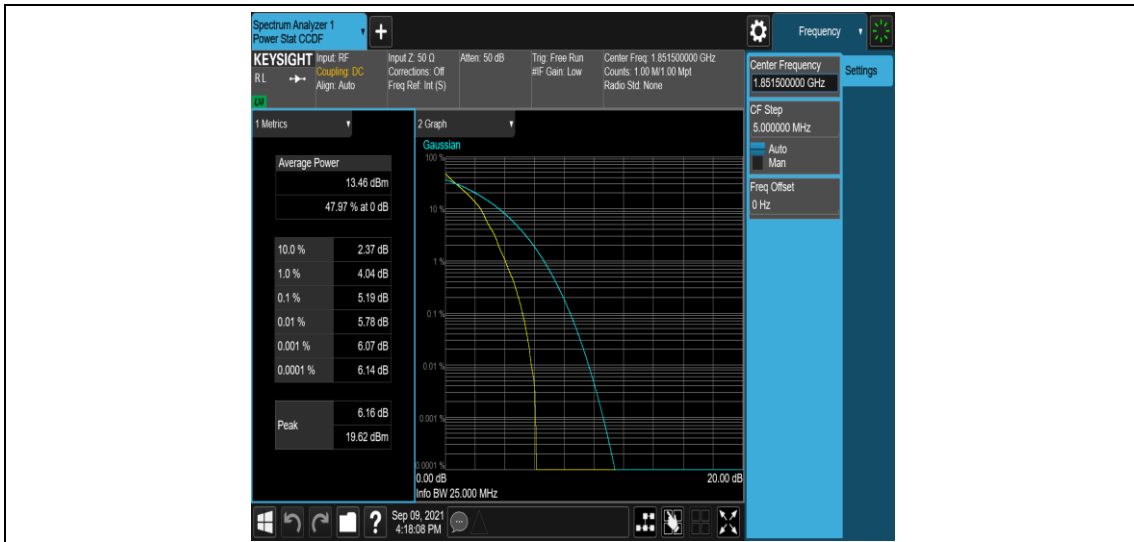 Spectrum Analyzer 1
Power Stat CCDF
+
Frequency
KEYSIGHT
RL
LXI
Input: RF
Coupling: DC
Align: Auto
Input Z: 50 Ω
Corrections: Off
Freq Ref: Int (S)
Atten: 50 dB
Trig: Free Run
#IF Gain: Low
Center Freq: 1.851500000 GHz
Counts: 1.00 M/1.00 Mpt
Radio Std: None
Center Frequency
1.851500000 GHz
Settings
CF Step
5.000000 MHz
Auto
Man
Freq Offset
0 Hz
1 Metrics
Average Power
13.46 dBm
47.97 % at 0 dB
10.0 % 2.37 dB
1.0 % 4.04 dB
0.1 % 5.19 dB
0.01 % 5.78 dB
0.001 % 6.07 dB
0.0001 % 6.14 dB
Peak 6.16 dB
19.62 dBm
2 Graph
Gaussian
100 %
10 %
1 %
0.1 %
0.01 %
0.001 %
0.0001 %
0.00 dB 20.00 dB
Info BW 25.000 MHz
?
Sep 09, 2021
4:18:08 PM